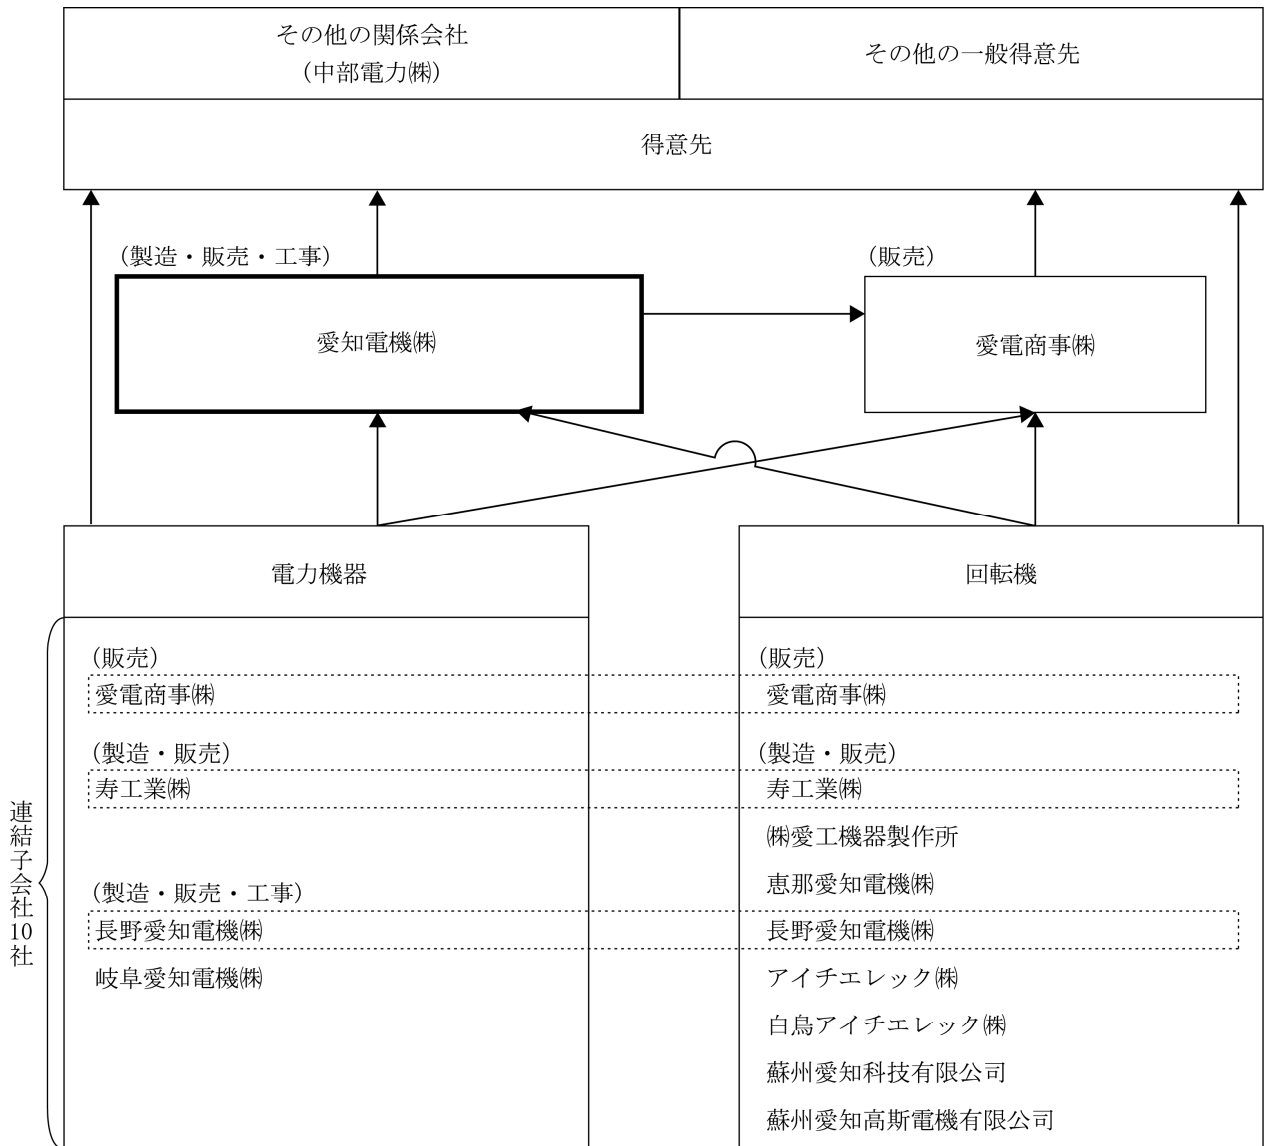 その他の関係会社
（中部電力㈱）
その他の一般得意先
得意先
（製造・販売・工事）
愛知電機㈱
（販売）
愛電商事㈱
電力機器
回転機
連結子会社10社
（販売）
愛電商事㈱
（製造・販売）
寿工業㈱
（製造・販売・工事）
長野愛知電機㈱
岐阜愛知電機㈱
（販売）
愛電商事㈱
（製造・販売）
寿工業㈱
㈱愛工機器製作所
恵那愛知電機㈱
長野愛知電機㈱
アイチエレック㈱
白鳥アイチエレック㈱
蘇州愛知科技有限公司
蘇州愛知高斯電機有限公司